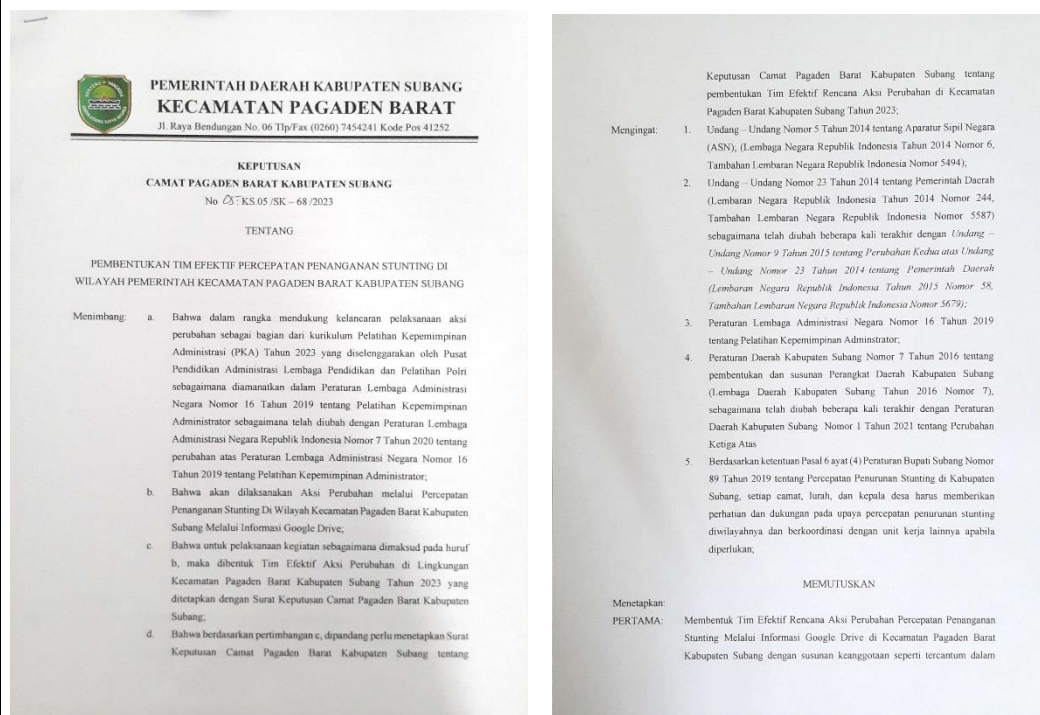 PEMERINTAH DAERAH KABUPATEN SUBANG
KECAMATAN PAGADEN BARAT
Jl. Raya Bendungan No. 06 Tlp/Fax (0260) 7454241 Kode Pos 41252
KEPUTUSAN
CAMAT PAGADEN BARAT KABUPATEN SUBANG
No KS.05 /SK – 68 /2023
TENTANG
PEMBENTUKAN TIM EFEKTIF PERCEPATAN PENANGANAN STUNTING DI
WILAYAH PEMERINTAH KECAMATAN PAGADEN BARAT KABUPATEN SUBANG
Menimbang: a. Bahwa dalam rangka mendukung kelancaran pelaksanaan aksi
perubahan sebagai bagian dari kurikulum Pelatihan Kepemimpinan
Administrasi (PKA) Tahun 2023 yang diselenggarakan oleh Pusat
Pendidikan Administrasi Lembaga Pendidikan dan Pelatihan Polri
sebagaimana diamanatkan dalam Peraturan Lembaga Administrasi
Negara Nomor 16 Tahun 2019 tentang Pelatihan Kepemimpinan
Administrator sebagaimana telah diubah dengan Peraturan Lembaga
Administrasi Negara Republik Indonesia Nomor 7 Tahun 2020 tentang
perubahan atas Peraturan Lembaga Administrasi Negara Nomor 16
Tahun 2019 tentang Pelatihan Kepemimpinan Administrator;
b. Bahwa akan dilaksanakan Aksi Perubahan melalui Percepatan
Penanganan Stunting Di Wilayah Kecamatan Pagaden Barat Kabupaten
Subang Melalui Informasi Google Drive;
c. Bahwa untuk pelaksanaan kegiatan sebagaimana dimaksud pada huruf
b, maka dibentuk Tim Efektif Aksi Perubahan di Lingkungan
Kecamatan Pagaden Barat Kabupaten Subang Tahun 2023 yang
ditetapkan dengan Surat Keputusan Camat Pagaden Barat Kabupaten
Subang;
d. Bahwa berdasarkan pertimbangan c, dipandang perlu menetapkan Surat
Keputusan Camat Pagaden Barat Kabupaten Subang tentang
Keputusan Camat Pagaden Barat Kabupaten Subang tentang
pembentukan Tim Efektif Rencana Aksi Perubahan di Kecamatan
Pagaden Barat Kabupaten Subang Tahun 2023;
Mengingat: 1. Undang – Undang Nomor 5 Tahun 2014 tentang Aparatur Sipil Negara
(ASN), (Lembaga Negara Republik Indonesia Tahun 2014 Nomor 6,
Tambahan Lembaran Negara Republik Indonesia Nomor 5494);
2. Undang – Undang Nomor 23 Tahun 2014 tentang Pemerintah Daerah
(Lembaran Negara Republik Indonesia Tahun 2014 Nomor 244,
Tambahan Lembaran Negara Republik Indonesia Nomor 5587)
sebagaimana telah diubah beberapa kali terakhir dengan Undang –
Undang Nomor 9 Tahun 2015 tentang Perubahan Kedua atas Undang
– Undang Nomor 23 Tahun 2014 tentang Pemerintah Daerah
(Lembaran Negara Republik Indonesia Tahun 2015 Nomor 58,
Tambahan Lembaran Negara Republik Indonesia Nomor 5679);
3. Peraturan Lembaga Administrasi Negara Nomor 16 Tahun 2019
tentang Pelatihan Kepemimpinan Adminstrator;
4. Peraturan Daerah Kabupaten Subang Nomor 7 Tahun 2016 tentang
pembentukan dan susunan Perangkat Daerah Kabupaten Subang
(Lembaga Daerah Kabupaten Subang Tahun 2016 Nomor 7),
sebagaimana telah diubah beberapa kali terakhir dengan Peraturan
Daerah Kabupaten Subang Nomor 1 Tahun 2021 tentang Perubahan
Ketiga Atas
5. Berdasarkan ketentuan Pasal 6 ayat (4) Peraturan Bupati Subang Nomor
89 Tahun 2019 tentang Percepatan Penurunan Stunting di Kabupaten
Subang, setiap camat, lurah, dan kepala desa harus memberikan
perhatian dan dukungan pada upaya percepatan penurunan stunting
diwilayahnya dan berkoordinasi dengan unit kerja lainnya apabila
diperlukan;
MEMUTUSKAN
Menetapkan:
PERTAMA: Membentuk Tim Efektif Rencana Aksi Perubahan Percepatan Penanganan
Stunting Melalui Informasi Google Drive di Kecamatan Pagaden Barat
Kabupaten Subang dengan susunan keanggotaan seperti tercantum dalam